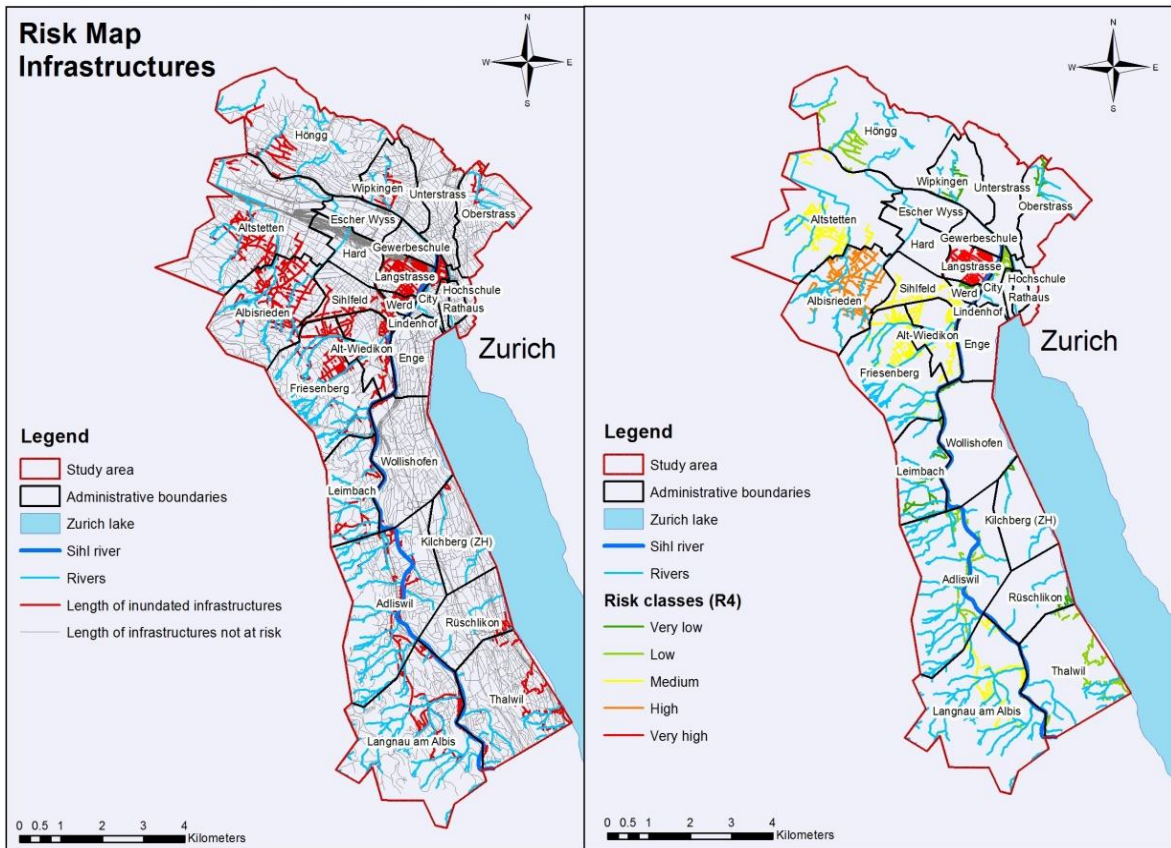 Risk Map
Infrastructures
N
W
E
S
Höngg
Wipkingen
Unterstrass
Oberstrass
Escher Wyss
Altstetten
Hard
Gewerbeschule
Langstrasse
Hochschule
City
Rathaus
Albisrieden
Sihlfeld
Werd
Lindenhof
Alt-Wiedikon
Enge
Zurich
Friesenberg
Legend
Study area
Administrative boundaries
Zurich lake
Sihl river
Rivers
Length of inundated infrastructures
Length of infrastructures not at risk
Wollishofen
Leimbach
Kilchberg (ZH)
Adliswil
Rüschlikon
Thalwil
Langnau am Albis
0 0.5 1 2 3 4
Kilometers
N
W
E
S
Höngg
Wipkingen
Unterstrass
Oberstrass
Escher Wyss
Altstetten
Hard
Gewerbeschule
Langstrasse
Hochschule
City
Rathaus
Albisrieden
Sihlfeld
Werd
Lindenhof
Alt-Wiedikon
Enge
Zurich
Friesenberg
Legend
Study area
Administrative boundaries
Zurich lake
Sihl river
Rivers
Risk classes (R4)
Very low
Low
Medium
High
Very high
Wollishofen
Leimbach
Kilchberg (ZH)
Adliswil
Rüschlikon
Thalwil
Langnau am Albis
0 0.5 1 2 3 4
Kilometers